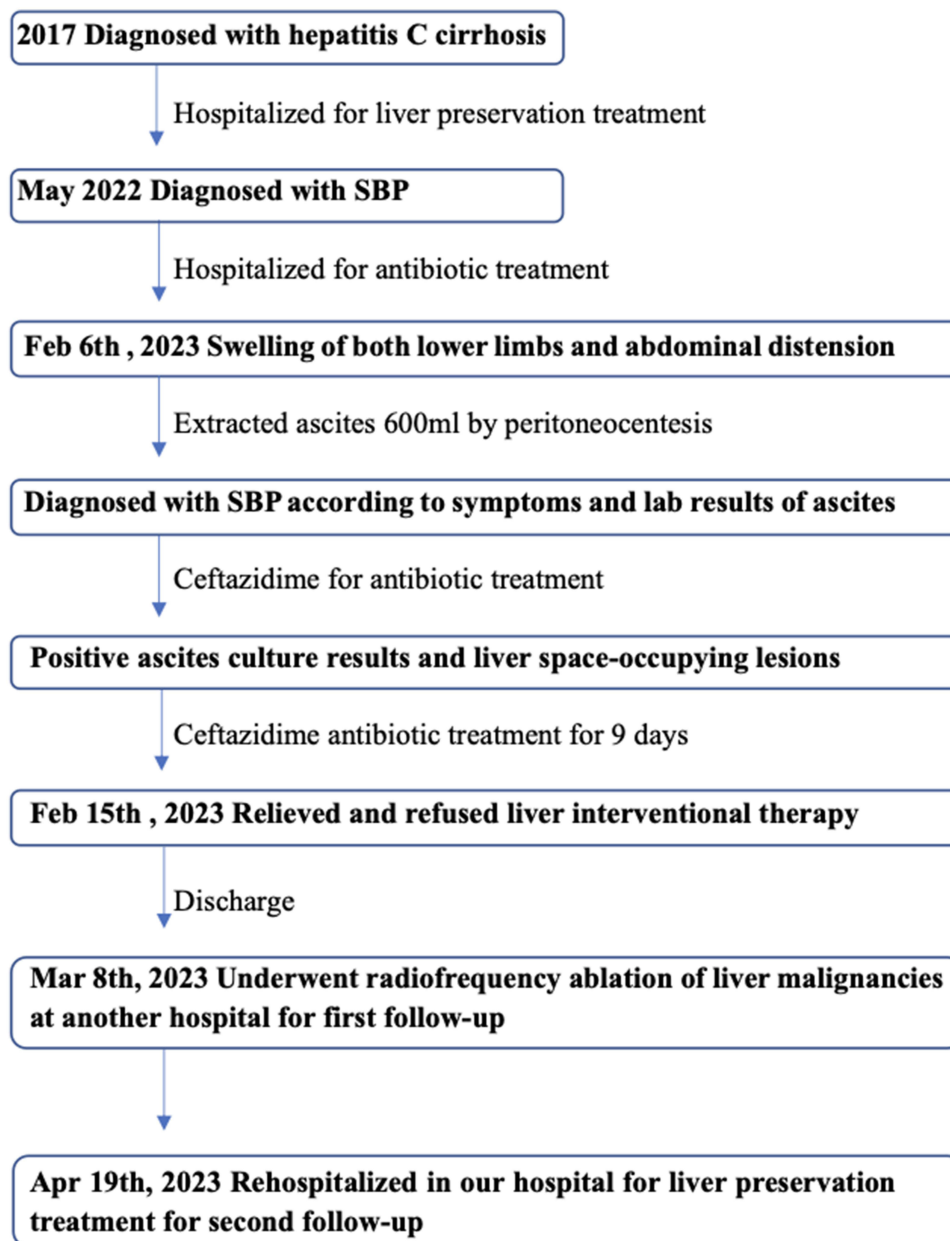 2017 Diagnosed with hepatitis C cirrhosis
Hospitalized for liver preservation treatment
May 2022 Diagnosed with SBP
Hospitalized for antibiotic treatment
Feb 6th , 2023 Swelling of both lower limbs and abdominal distension
Extracted ascites 600ml by peritoneocentesis
Diagnosed with SBP according to symptoms and lab results of ascites
Ceftazidime for antibiotic treatment
Positive ascites culture results and liver space-occupying lesions
Ceftazidime antibiotic treatment for 9 days
Feb 15th , 2023 Relieved and refused liver interventional therapy
Discharge
Mar 8th, 2023 Underwent radiofrequency ablation of liver malignancies
at another hospital for first follow-up
Apr 19th, 2023 Rehospitalized in our hospital for liver preservation
treatment for second follow-up